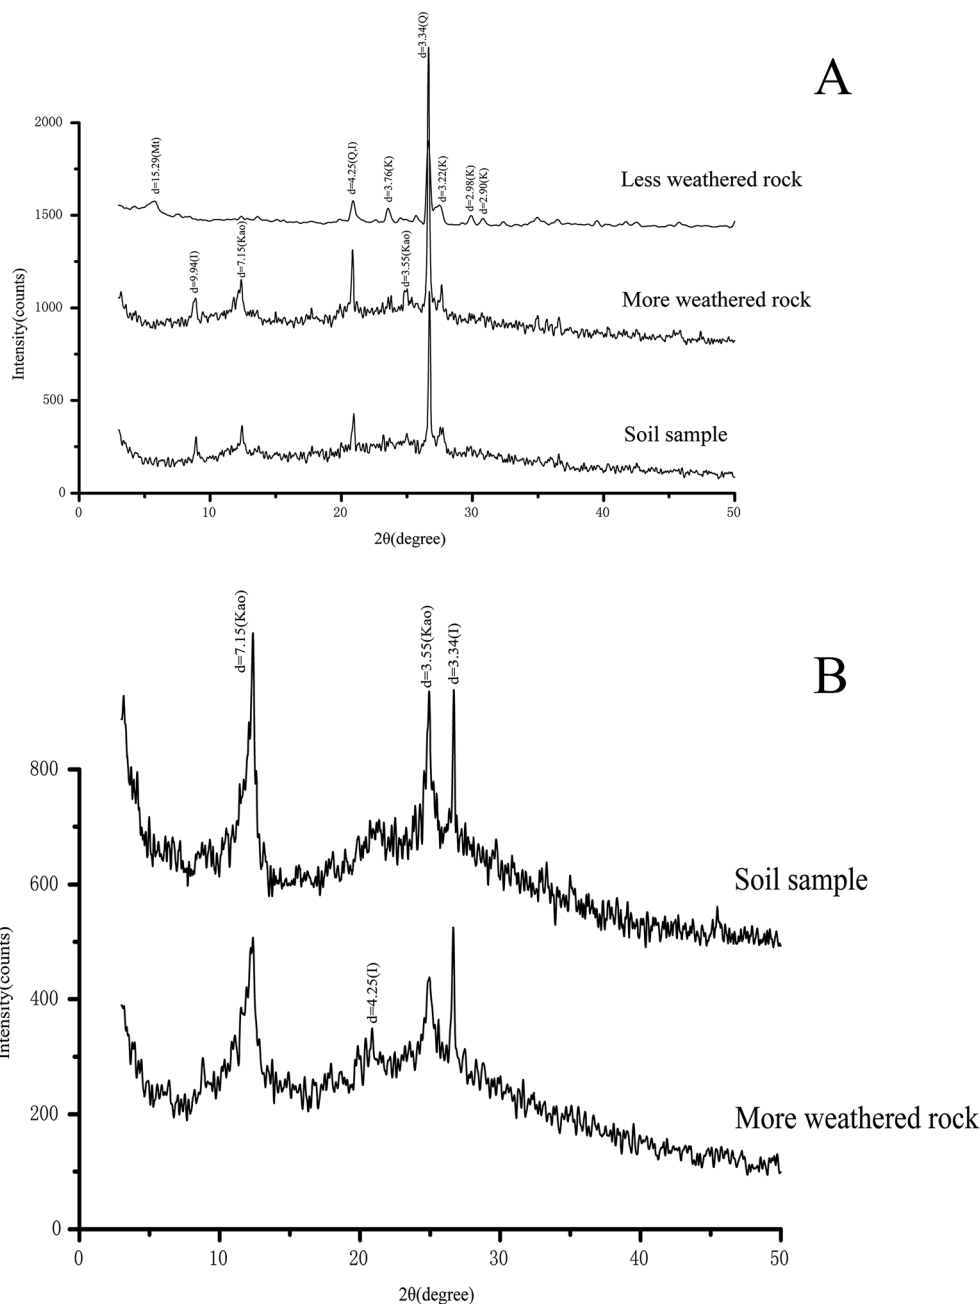 A
d=3.34(Q)
2000
d=15.29(Mt)
d=4.25(Q,I)
d=3.76(K)
d=3.22(K)
d=2.98(K)
d=2.90(K)
Less weathered rock
1500
d=9.94(I)
d=7.15(Kao)
d=3.55(Kao)
More weathered rock
1000
Intensity(counts)
500
Soil sample
0
0 10 20 30 40 50
2θ(degree)
B
d=7.15(Kao)
d=3.55(Kao)
d=3.34(I)
800
Soil sample
600
Intensity(counts)
400
d=4.25(I)
200
More weathered rock
0
0 10 20 30 40 50
2θ(degree)